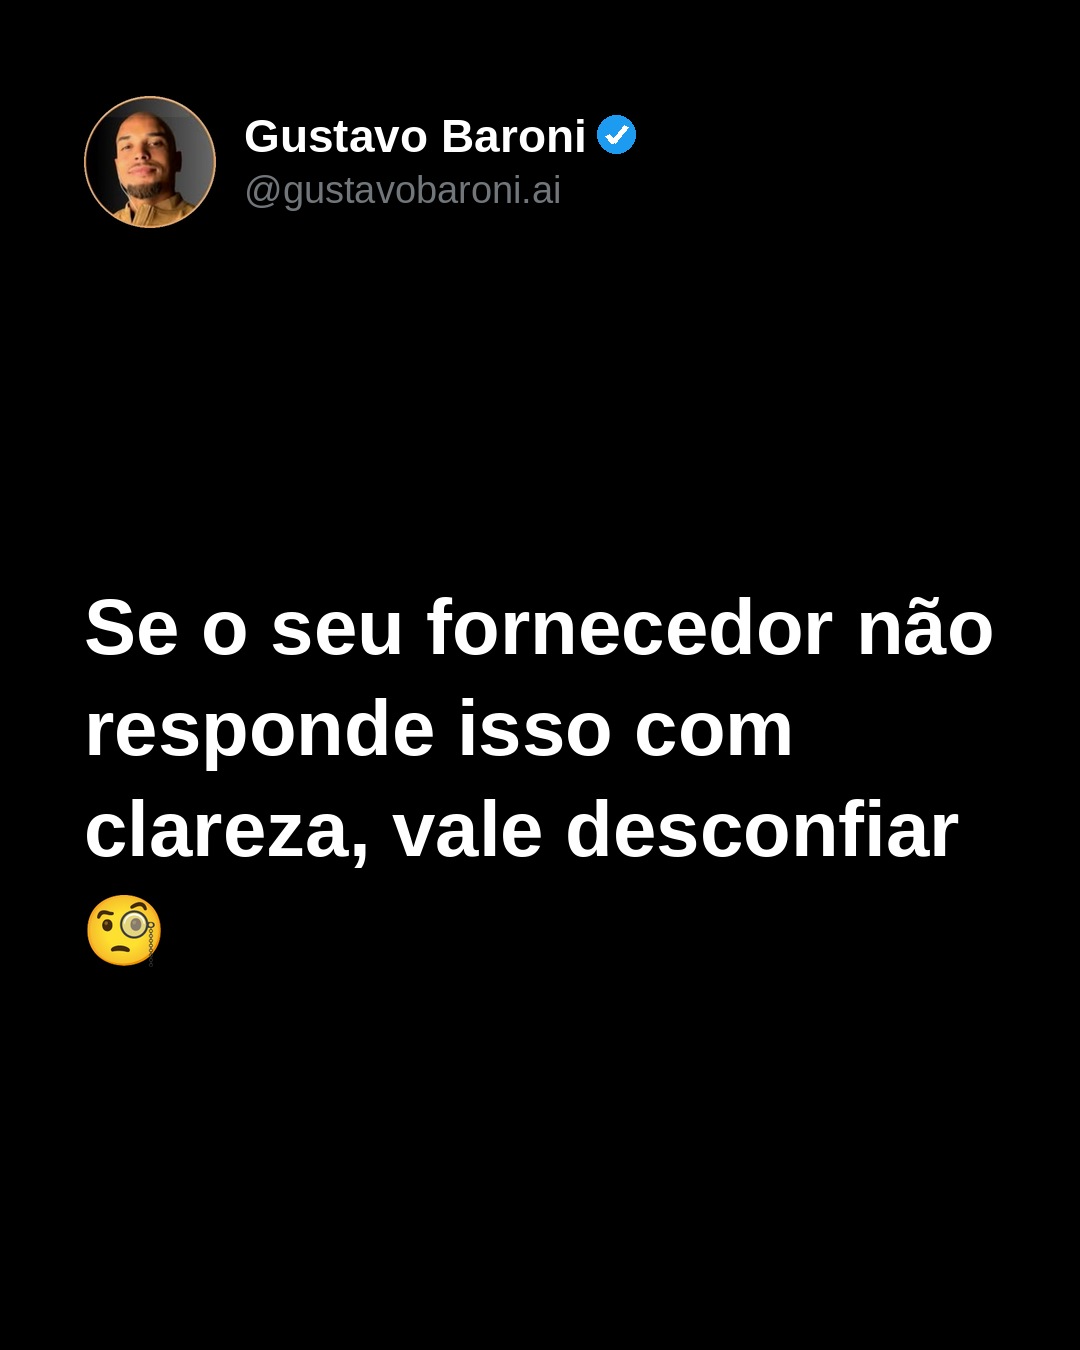 Gustavo Baroni
@gustavobaroni.ai
Se o seu fornecedor não
responde isso com
clareza, vale desconfiar
🧐